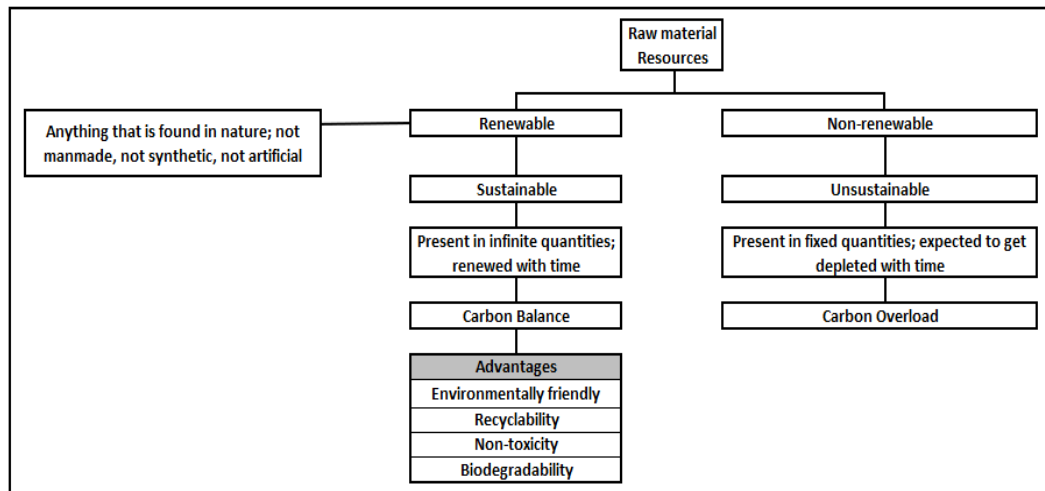 Raw material
Resources
Anything that is found in nature; not
manmade, not synthetic, not artificial
Renewable
Non-renewable
Sustainable
Unsustainable
Present in infinite quantities;
renewed with time
Present in fixed quantities; expected to get
depleted with time
Carbon Balance
Carbon Overload
Advantages
Environmentally friendly
Recyclability
Non-toxicity
Biodegradability